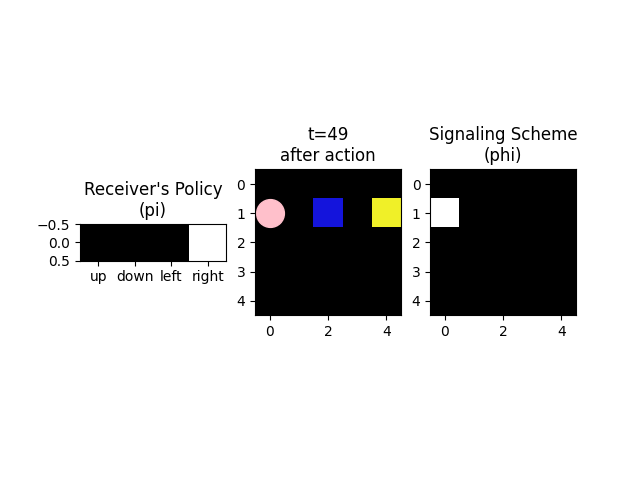 Receiver's Policy
(pi)
−0.5
0.0
0.5
up down left right
t=49
after action
0
1
2
3
4
0 2 4
Signaling Scheme
(phi)
0
1
2
3
4
0 2 4